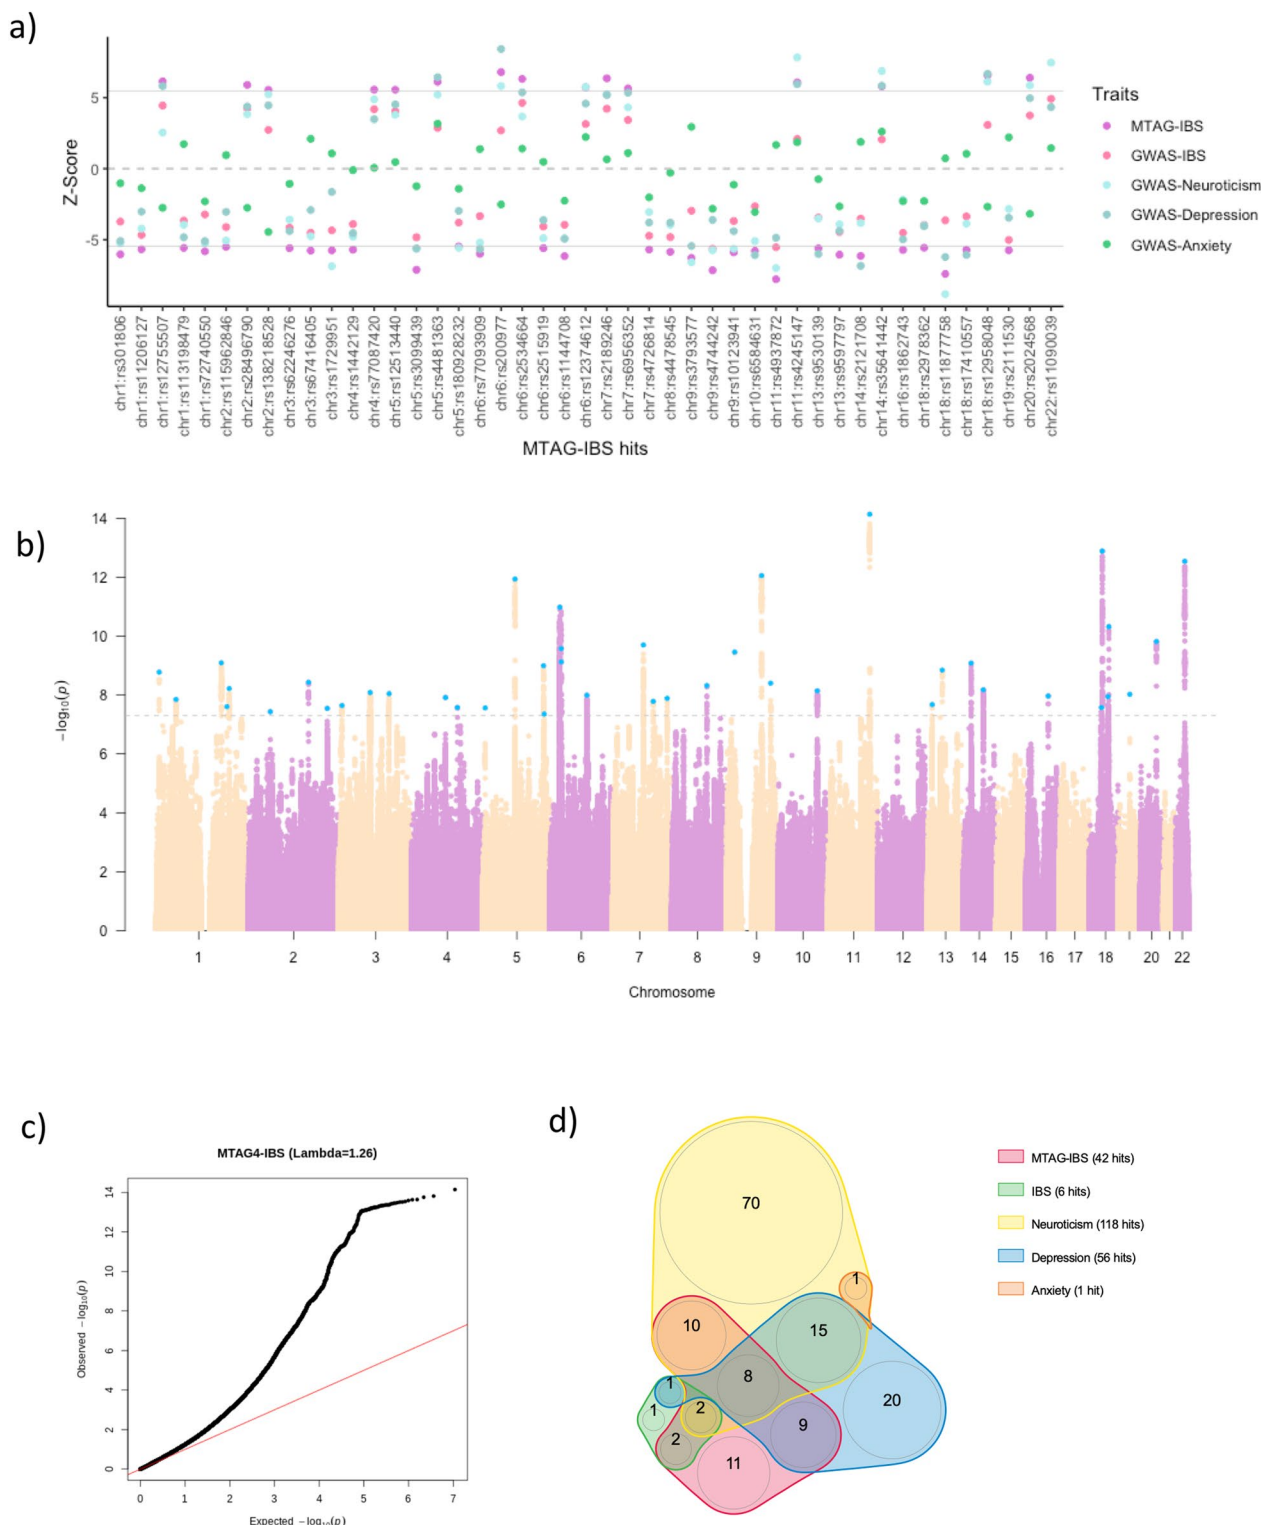 a)
5
0
-5
Z-Score
chr1:rs301806
chr1:rs11206127
chr1:rs12755507
chr1:rs113198479
chr1:rs72740550
chr2:rs115962846
chr2:rs28496790
chr2:rs138218528
chr3:rs62246276
chr3:rs67416405
chr3:rs1729951
chr4:rs1442129
chr4:rs77087420
chr5:rs12513440
chr5:rs3099439
chr5:rs4481363
chr5:rs180928232
chr6:rs77093909
chr6:rs200977
chr6:rs2534664
chr6:rs2515919
chr6:rs1144708
chr6:rs12374612
chr7:rs2189246
chr7:rs6956352
chr7:rs4726814
chr8:rs4478545
chr9:rs3793577
chr9:rs4744242
chr9:rs10123941
chr10:rs6584631
chr11:rs4937872
chr11:rs4245147
chr13:rs9530139
chr13:rs9597797
chr14:rs2121708
chr14:rs35641442
chr16:rs1862743
chr18:rs2978362
chr18:rs11877758
chr18:rs17410557
chr18:rs12958048
chr19:rs2111530
chr20:rs2024568
chr22:rs11090039
MTAG-IBS hits
Traits
MTAG-IBS
GWAS-IBS
GWAS-Neuroticism
GWAS-Depression
GWAS-Anxiety
b)
14
12
10
8
6
4
2
0
−log10(p)
1 2 3 4 5 6 7 8 9 10 11 12 13 14 15 16 17 18 20 22
Chromosome
c)
MTAG4-IBS (Lambda=1.26)
14
12
10
8
6
4
2
0
Observed −log10(p)
0 1 2 3 4 5 6 7
Expected −log10(p)
d)
70
1
10
15
8
1
1
2
20
9
2
11
MTAG-IBS (42 hits)
IBS (6 hits)
Neuroticism (118 hits)
Depression (56 hits)
Anxiety (1 hit)